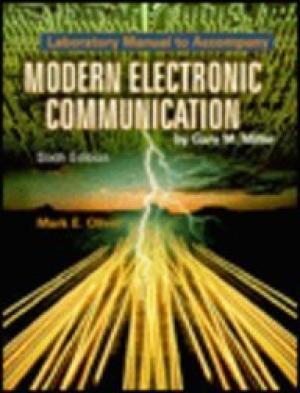 Laboratory Manual to Accompany
MODERN ELECTRONIC
COMMUNICATION
by Gary M. Miller
Sixth Edition
Mark E. Oliver